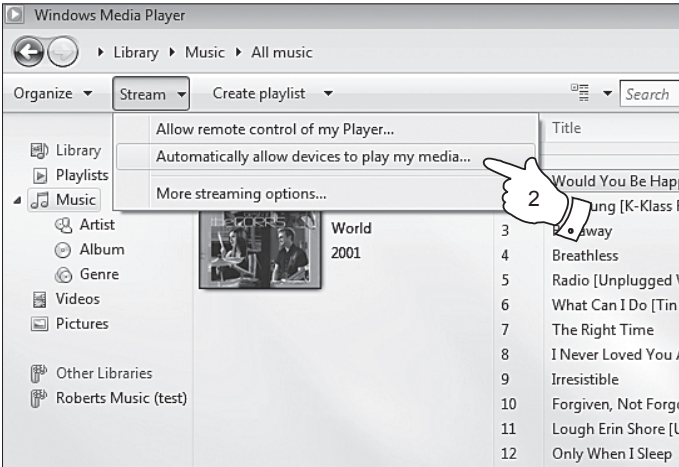 Windows Media Player
Library Music All music
Organize Stream Create playlist Search
Allow remote control of my Player...
Automatically allow devices to play my media...
More streaming options...
2
Library
Playlists
Music
Artist
Album
Genre
Videos
Pictures
Other Libraries
Roberts Music (test)
World
2001
Title
Would You Be
[K-Klass
3
4 Breathless
5 Radio [Unplugged
6 What Can I Do [Tin
7 The Right Time
8 I Never Loved You
9 Irresistible
10 Forgiven, Not
11 Lough Erin Shore
12 Only When I Sleep